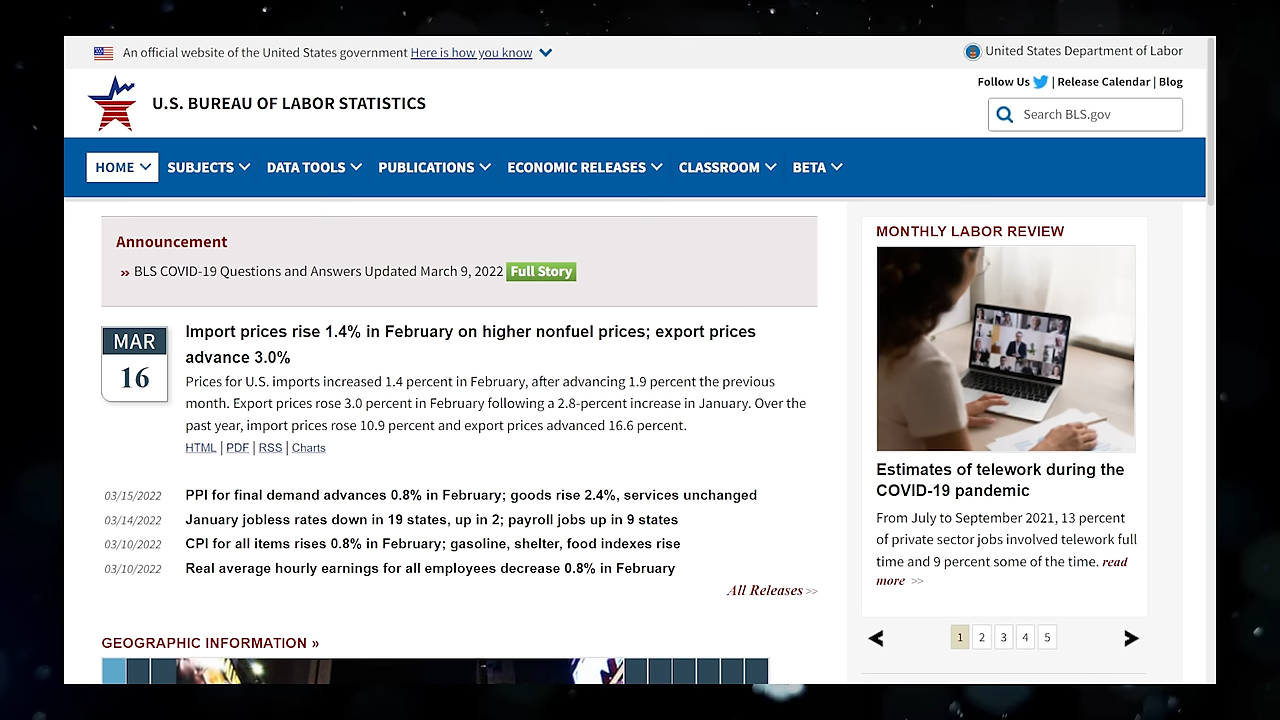 An official website of the United States government Here is how you know
United States Department of Labor
Follow Us | Release Calendar | Blog
U.S. BUREAU OF LABOR STATISTICS
Search BLS.gov
HOME SUBJECTS DATA TOOLS PUBLICATIONS ECONOMIC RELEASES CLASSROOM BETA
Announcement
» BLS COVID-19 Questions and Answers Updated March 9, 2022 Full Story
MAR
16
Import prices rise 1.4% in February on higher nonfuel prices; export prices
advance 3.0%
Prices for U.S. imports increased 1.4 percent in February, after advancing 1.9 percent the previous
month. Export prices rose 3.0 percent in February following a 2.8-percent increase in January. Over the
past year, import prices rose 10.9 percent and export prices advanced 16.6 percent.
HTML | PDF | RSS | Charts
03/15/2022 PPI for final demand advances 0.8% in February; goods rise 2.4%, services unchanged
03/14/2022 January jobless rates down in 19 states, up in 2; payroll jobs up in 9 states
03/10/2022 CPI for all items rises 0.8% in February; gasoline, shelter, food indexes rise
03/10/2022 Real average hourly earnings for all employees decrease 0.8% in February
All Releases >>
GEOGRAPHIC INFORMATION »
MONTHLY LABOR REVIEW
Estimates of telework during the
COVID-19 pandemic
From July to September 2021, 13 percent
of private sector jobs involved telework full
time and 9 percent some of the time. read
more >>
1 2 3 4 5